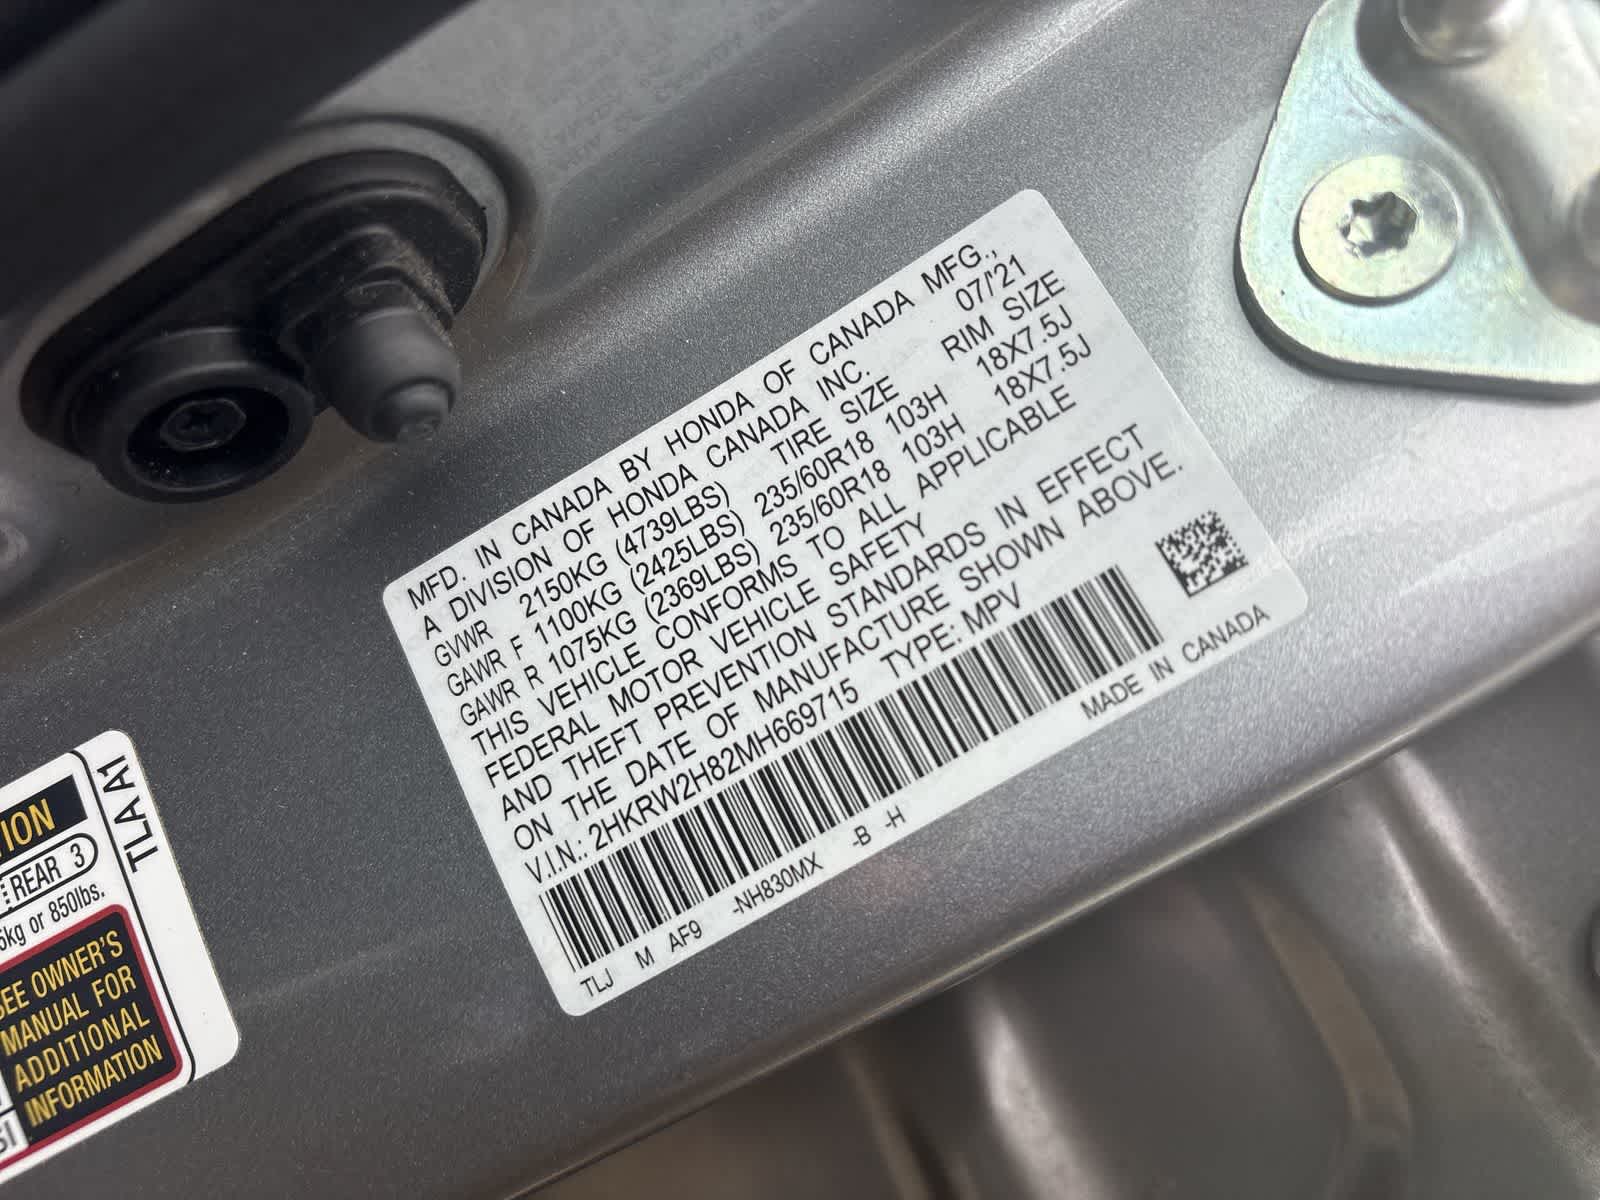 MFD. IN CANADA BY HONDA OF CANADA MFG.,
A DIVISION OF HONDA CANADA INC. 07/'21
GVWR 2150KG (4739LBS) TIRE SIZE RIM SIZE
GAWR F 1100KG (2425LBS) 235/60R18 103H 18X7.5J
GAWR R 1075KG (2369LBS) 235/60R18 103H 18X7.5J
THIS VEHICLE CONFORMS TO ALL APPLICABLE
FEDERAL MOTOR VEHICLE SAFETY
AND THEFT PREVENTION STANDARDS IN EFFECT
ON THE DATE OF MANUFACTURE SHOWN ABOVE.
V.I.N.: 2HKRW2H82MH669715 TYPE: MPV
TLJ M AF9 -NH830MX -B -H MADE IN CANADA
TLA A1
REAR 3
kg or 850lbs.
SEE OWNER'S
MANUAL FOR
ADDITIONAL
INFORMATION